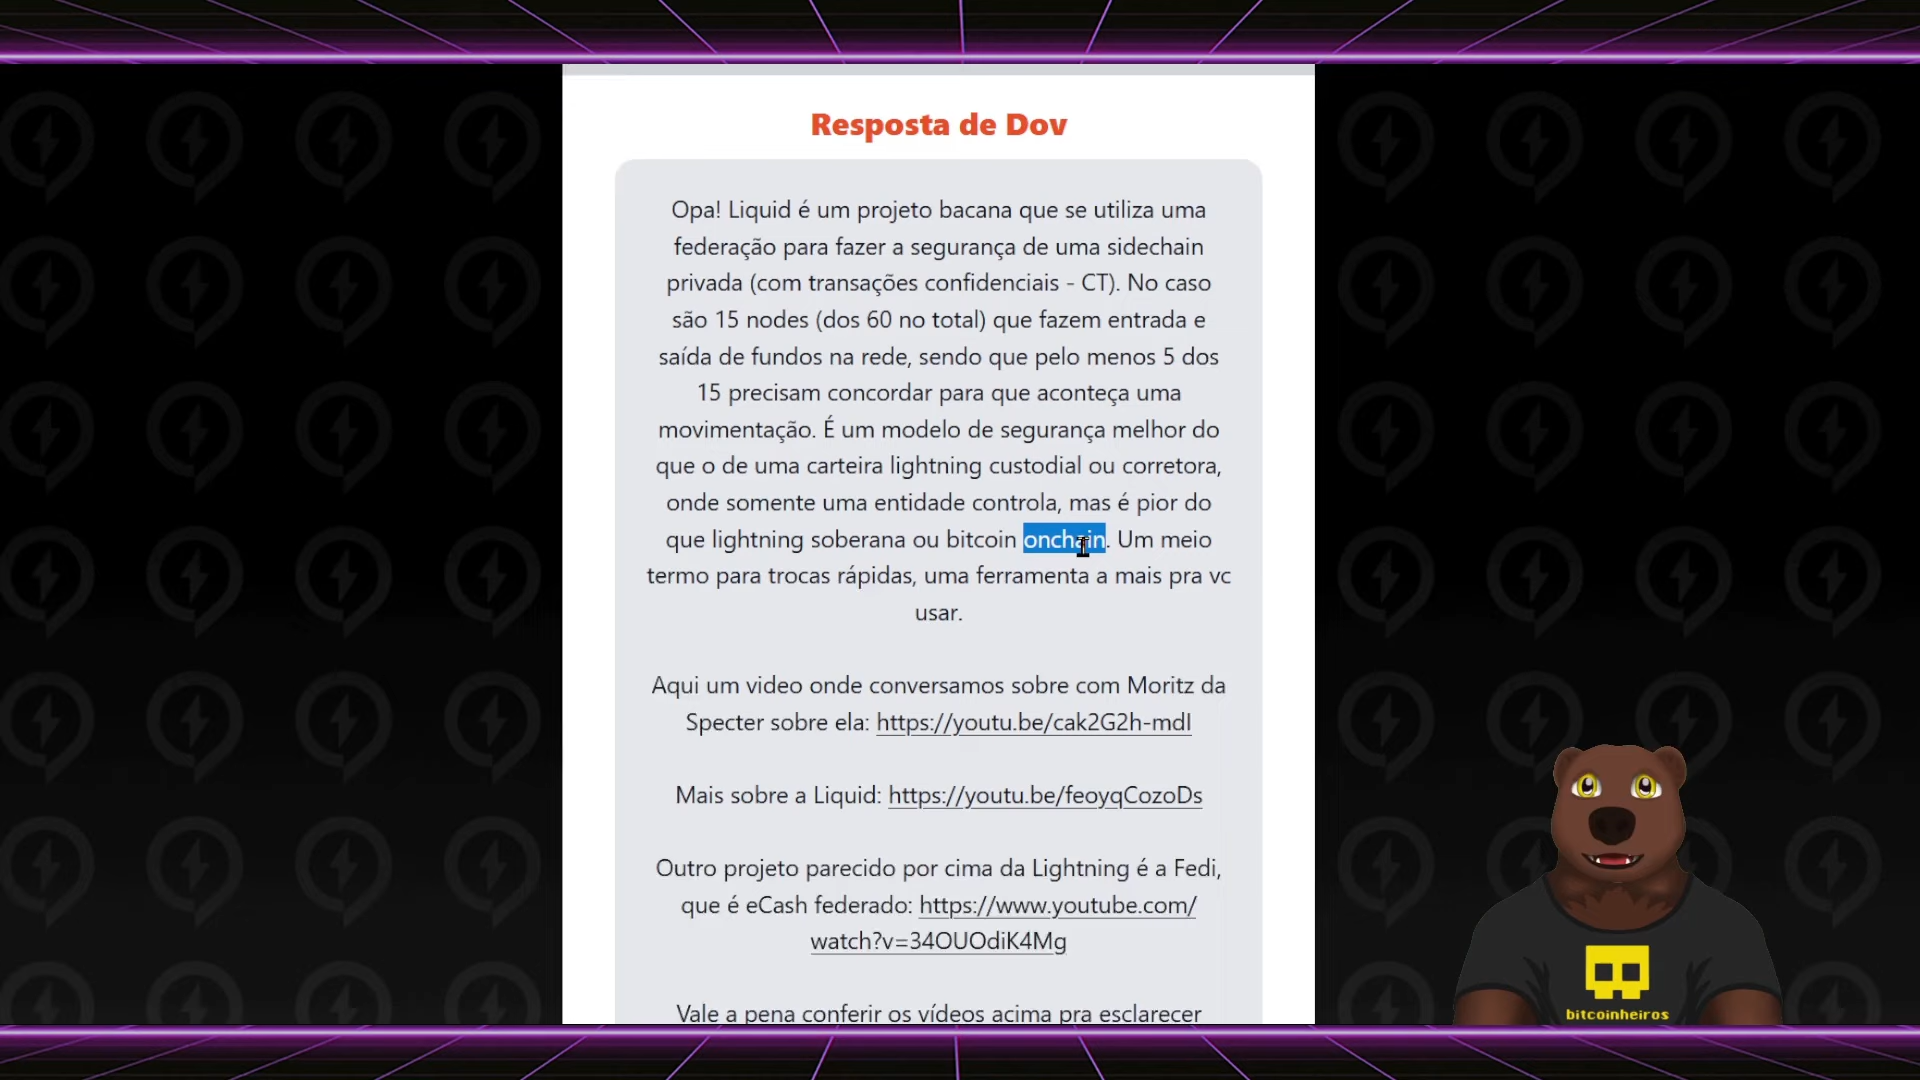 Resposta de Dov
Opa! Liquid é um projeto bacana que se utiliza uma
federação para fazer a segurança de uma sidechain
privada (com transações confidenciais - CT). No caso
são 15 nodes (dos 60 no total) que fazem entrada e
saída de fundos na rede, sendo que pelo menos 5 dos
15 precisam concordar para que aconteça uma
movimentação. É um modelo de segurança melhor do
que o de uma carteira lightning custodial ou corretora,
onde somente uma entidade controla, mas é pior do
que lightning soberana ou bitcoin onchain. Um meio
termo para trocas rápidas, uma ferramenta a mais pra vc
usar.
Aqui um video onde conversamos sobre com Moritz da
Specter sobre ela: https://youtu.be/cak2G2h-mdI
Mais sobre a Liquid: https://youtu.be/feoyqCozoDs
Outro projeto parecido por cima da Lightning é a Fedi,
que é eCash federado: https://www.youtube.com/
watch?v=34OUOdiK4Mg
Vale a pena conferir os vídeos acima pra esclarecer
bitcoinheiros